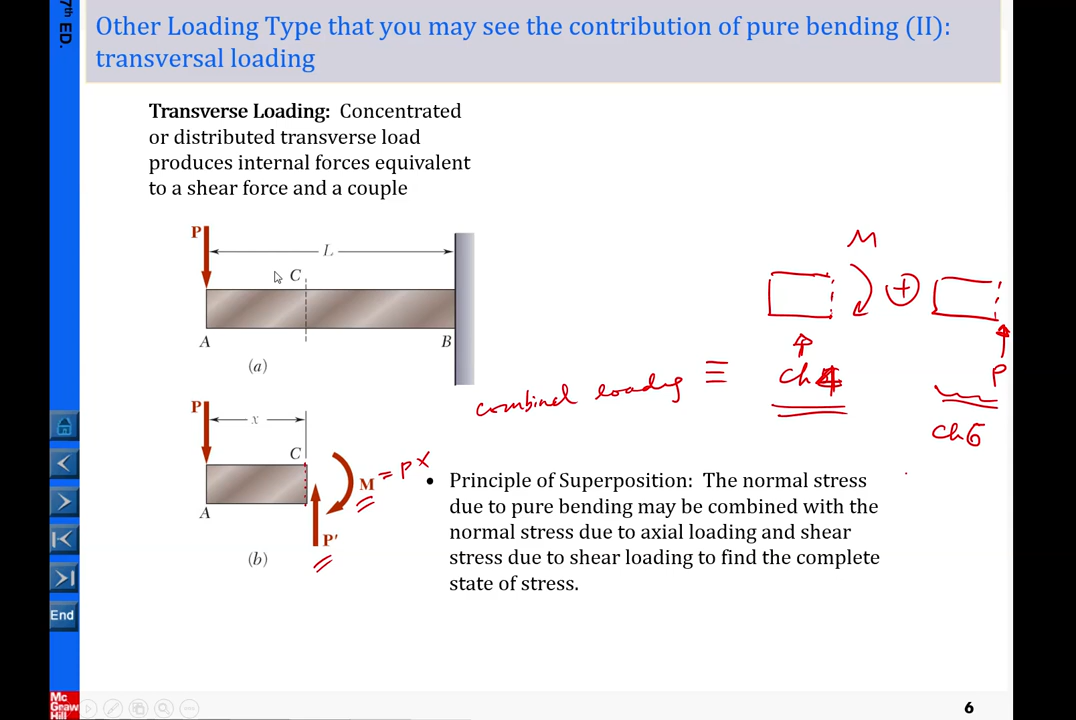 7th ED.
Other Loading Type that you may see the contribution of pure bending (II):
transversal loading
Transverse Loading: Concentrated
or distributed transverse load
produces internal forces equivalent
to a shear force and a couple
P
L
C
A
B
(a)
M
+
P
combined loading ≡
ch4
ch6
P
x
C
A
M = PX
P′
(b)
• Principle of Superposition: The normal stress
due to pure bending may be combined with the
normal stress due to axial loading and shear
stress due to shear loading to find the complete
state of stress.
End
Mc
Graw
Hill
6